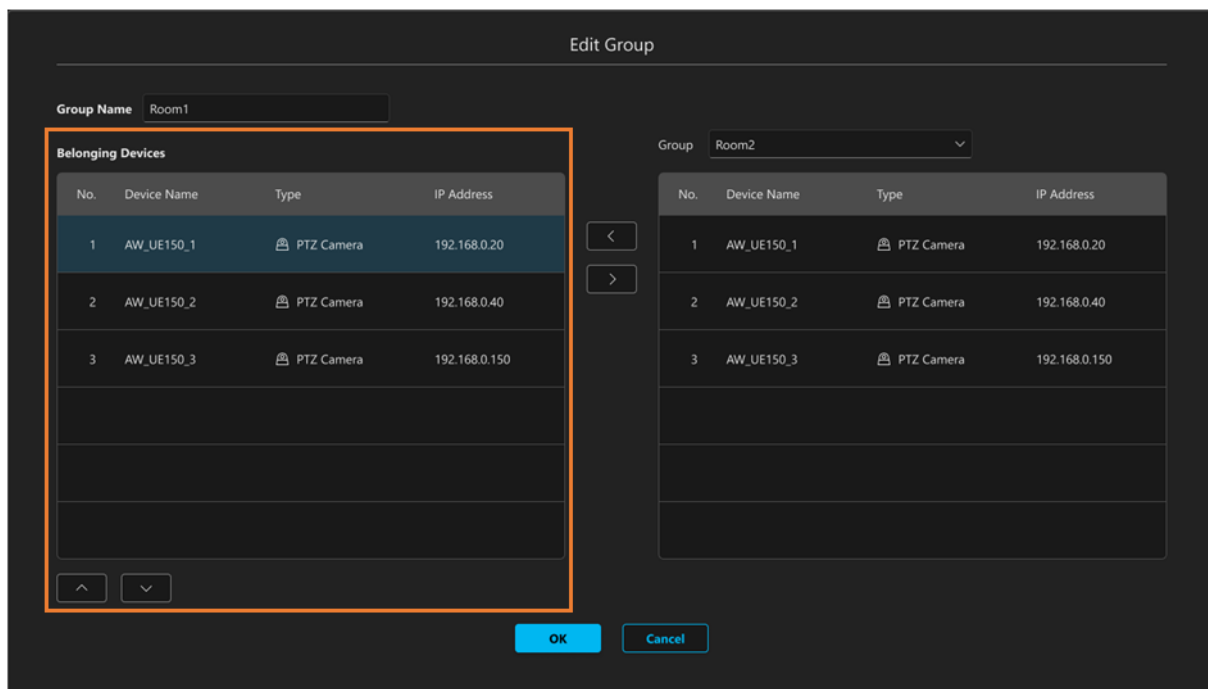 Edit Group
Group Name Room1
Belonging Devices
No. Device Name Type IP Address
1 AW_UE150_1 PTZ Camera 192.168.0.20
2 AW_UE150_2 PTZ Camera 192.168.0.40
3 AW_UE150_3 PTZ Camera 192.168.0.150
Group Room2
No. Device Name Type IP Address
1 AW_UE150_1 PTZ Camera 192.168.0.20
2 AW_UE150_2 PTZ Camera 192.168.0.40
3 AW_UE150_3 PTZ Camera 192.168.0.150
OK Cancel